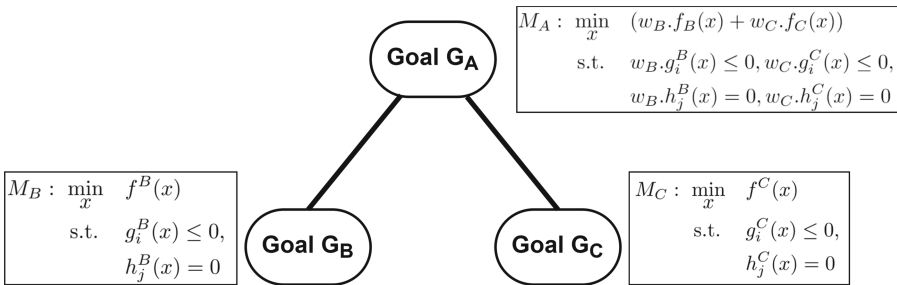 Goal G_A
M_A : min_x (w_B.f_B(x) + w_C.f_C(x))
s.t. w_B.g_i^B(x) ≤ 0, w_C.g_i^C(x) ≤ 0,
w_B.h_j^B(x) = 0, w_C.h_j^C(x) = 0
M_B : min_x f^B(x)
s.t. g_i^B(x) ≤ 0,
h_j^B(x) = 0
Goal G_B
Goal G_C
M_C : min_x f^C(x)
s.t. g_i^C(x) ≤ 0,
h_j^C(x) = 0